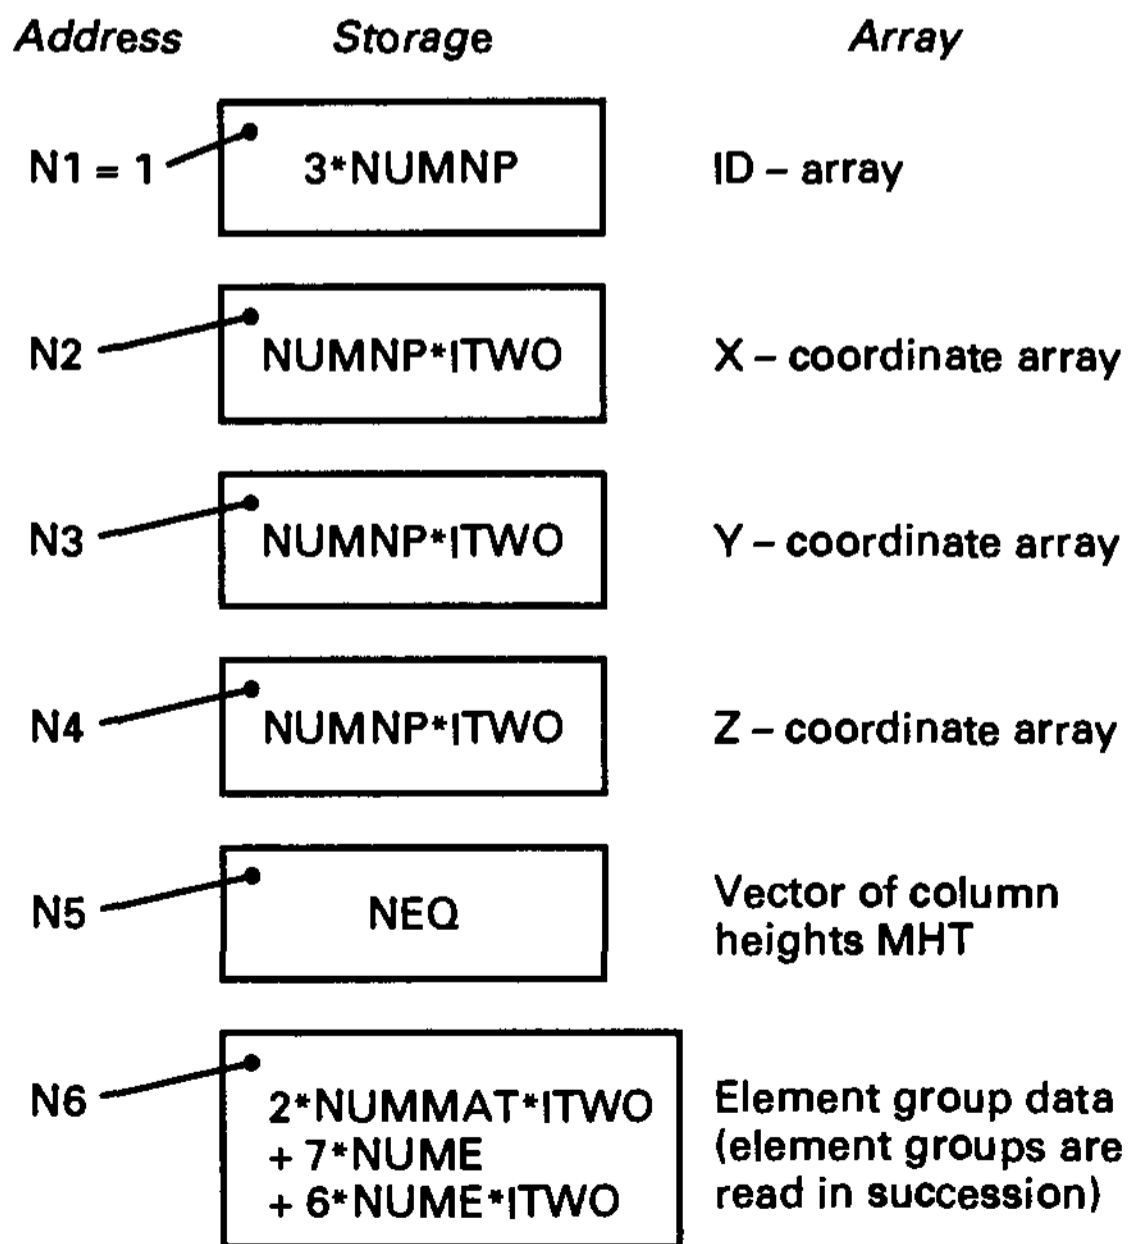 Address Storage Array
N1 = 1 3*NUMNP ID – array
N2 NUMNP*ITWO X – coordinate array
N3 NUMNP*ITWO Y – coordinate array
N4 NUMNP*ITWO Z – coordinate array
N5 NEQ Vector of column
heights MHT
N6 2*NUMMAT*ITWO Element group data
+ 7*NUME (element groups are
+ 6*NUME*ITWO read in succession)